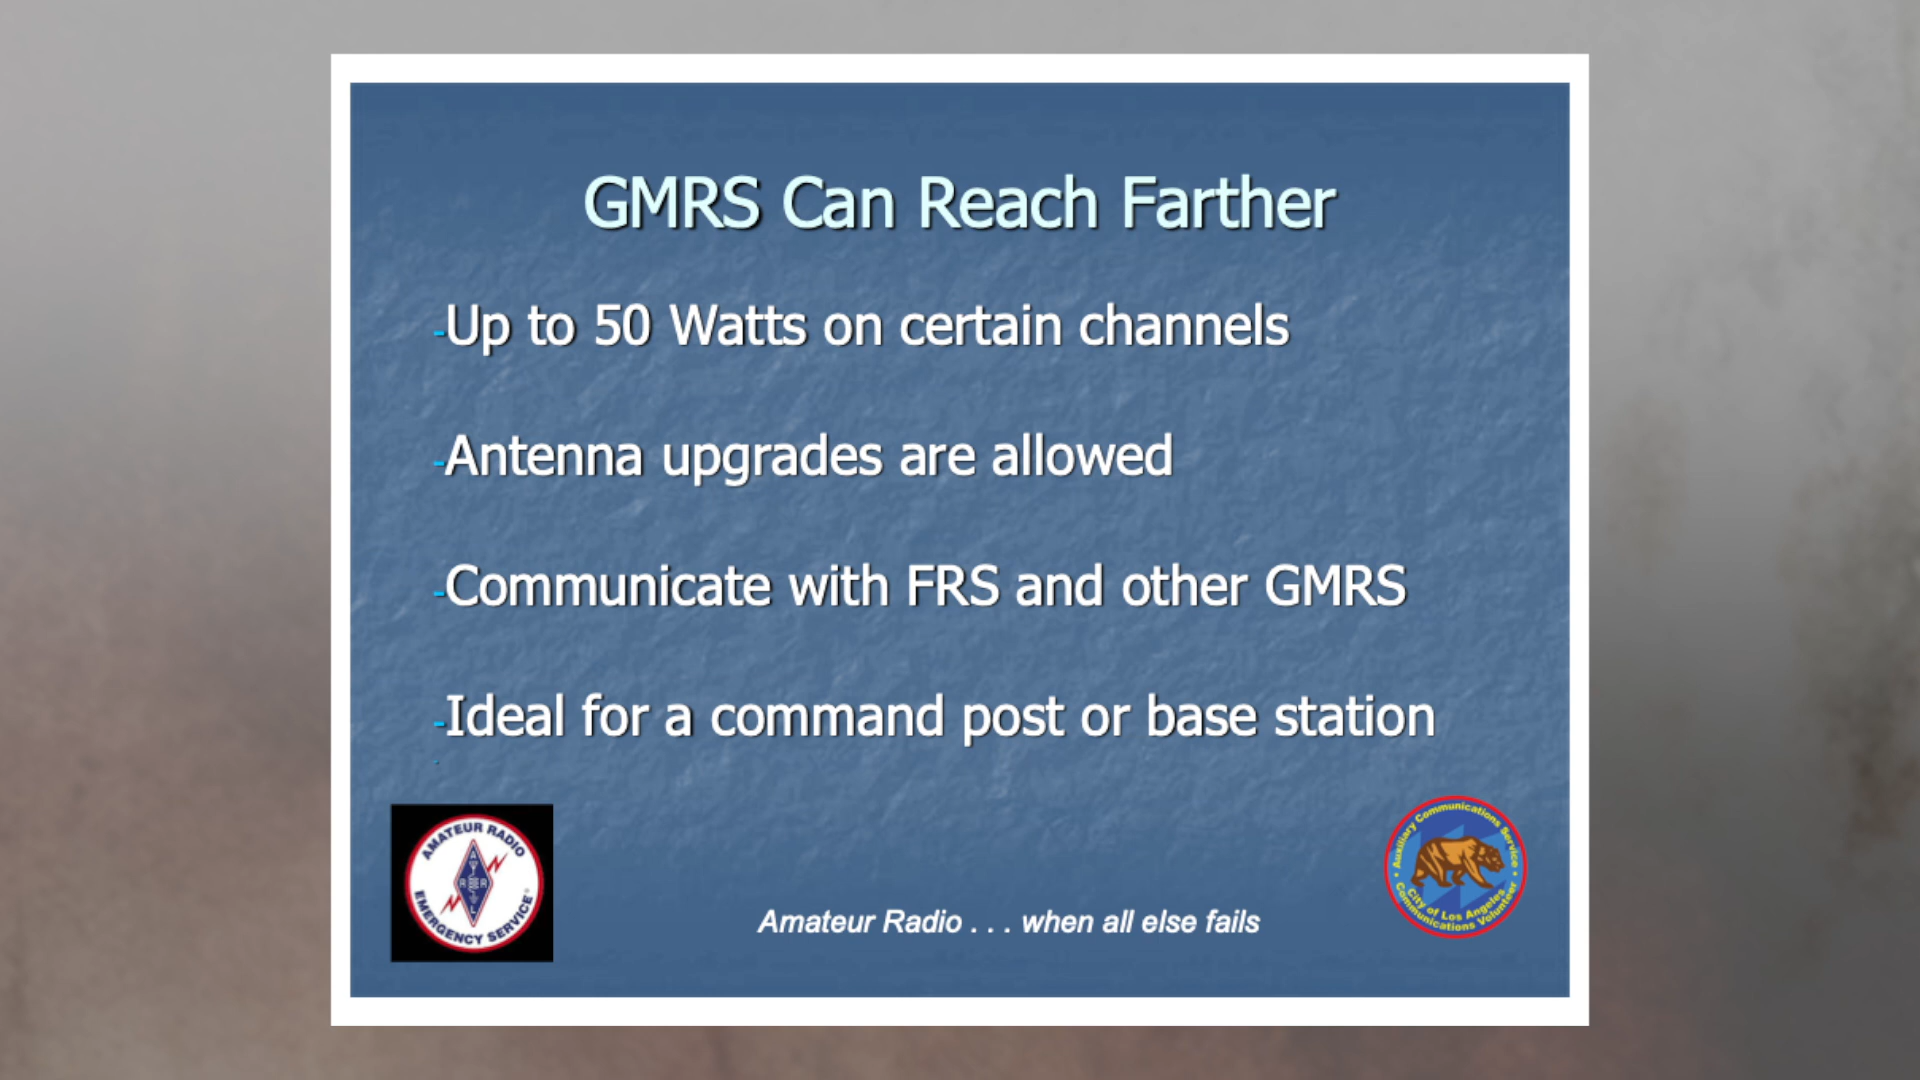 GMRS Can Reach Farther
-Up to 50 Watts on certain channels
-Antenna upgrades are allowed
-Communicate with FRS and other GMRS
-Ideal for a command post or base station
AMATEUR RADIO
EMERGENCY SERVICE
Amateur Radio . . . when all else fails
Auxiliary Communications Service
City of Los Angeles
Communications Volunteer